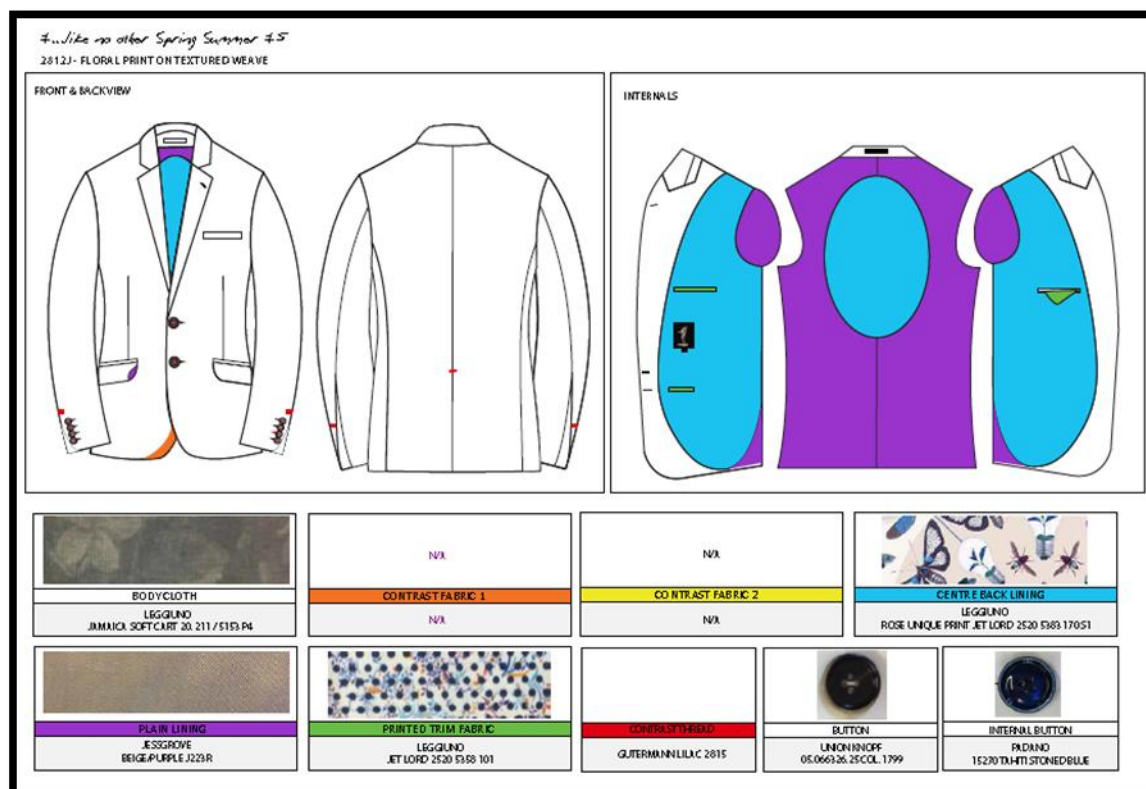 1...like no other Spring Summer 15
2812J - FLORAL PRINT ON TEXTURED WEAVE
FRONT & BACKVIEW
INTERNALS
N/A
N/A
BODYCLOTH
CONTRAST FABRIC 1
CONTRAST FABRIC 2
CENTRE BACK LINING
LEGGIUNO
JAMAICA SOFT CART 20. 211 / 5153 P4
N/A
N/A
LEGGIUNO
ROSE UNIQUE PRINT JET LORD 2520 5383 170 S1
PLAIN LINING
PRINTED TRIM FABRIC
CONTRAST THREAD
BUTTON
INTERNAL BUTTON
JESSGROVE
BEIGE/PURPLE J223R
LEGGIUNO
JET LORD 2520 5358 101
GUTERMANN LILAC 2815
UNION KNOPF
05.066326.25 COL. 1799
PADANO
15270 TAHITI STONED BLUE